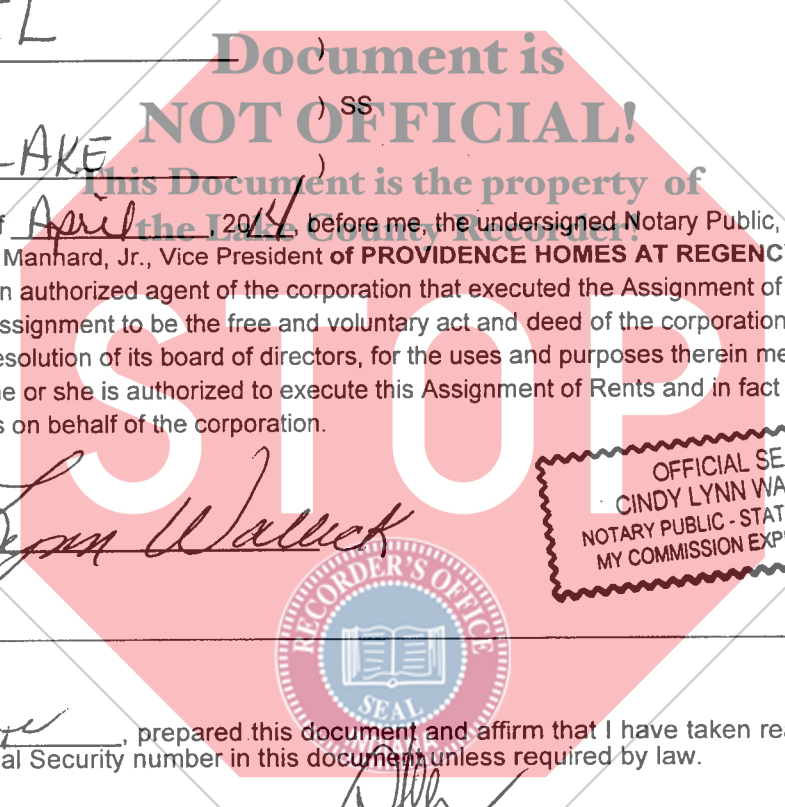 Document is
)
NOT OFFICIAL!
) SS
LAKE
)
This Document is the property of
April, 2014, before me, the undersigned Notary Public,
the Lake County Recorder!
Manhard, Jr., Vice President of PROVIDENCE HOMES AT REGENC
n authorized agent of the corporation that executed the Assignment of
ssignment to be the free and voluntary act and deed of the corporation
esolution of its board of directors, for the uses and purposes therein me
e or she is authorized to execute this Assignment of Rents and in fact
s on behalf of the corporation.
STOP
OFFICIAL SE
CINDY LYNN WA
NOTARY PUBLIC - STAT
MY COMMISSION EXP
Lynn Wallick
RECORDER'S OFFICE
SEAL
INDIANA
, prepared this document and affirm that I have taken rea
al Security number in this document unless required by law.